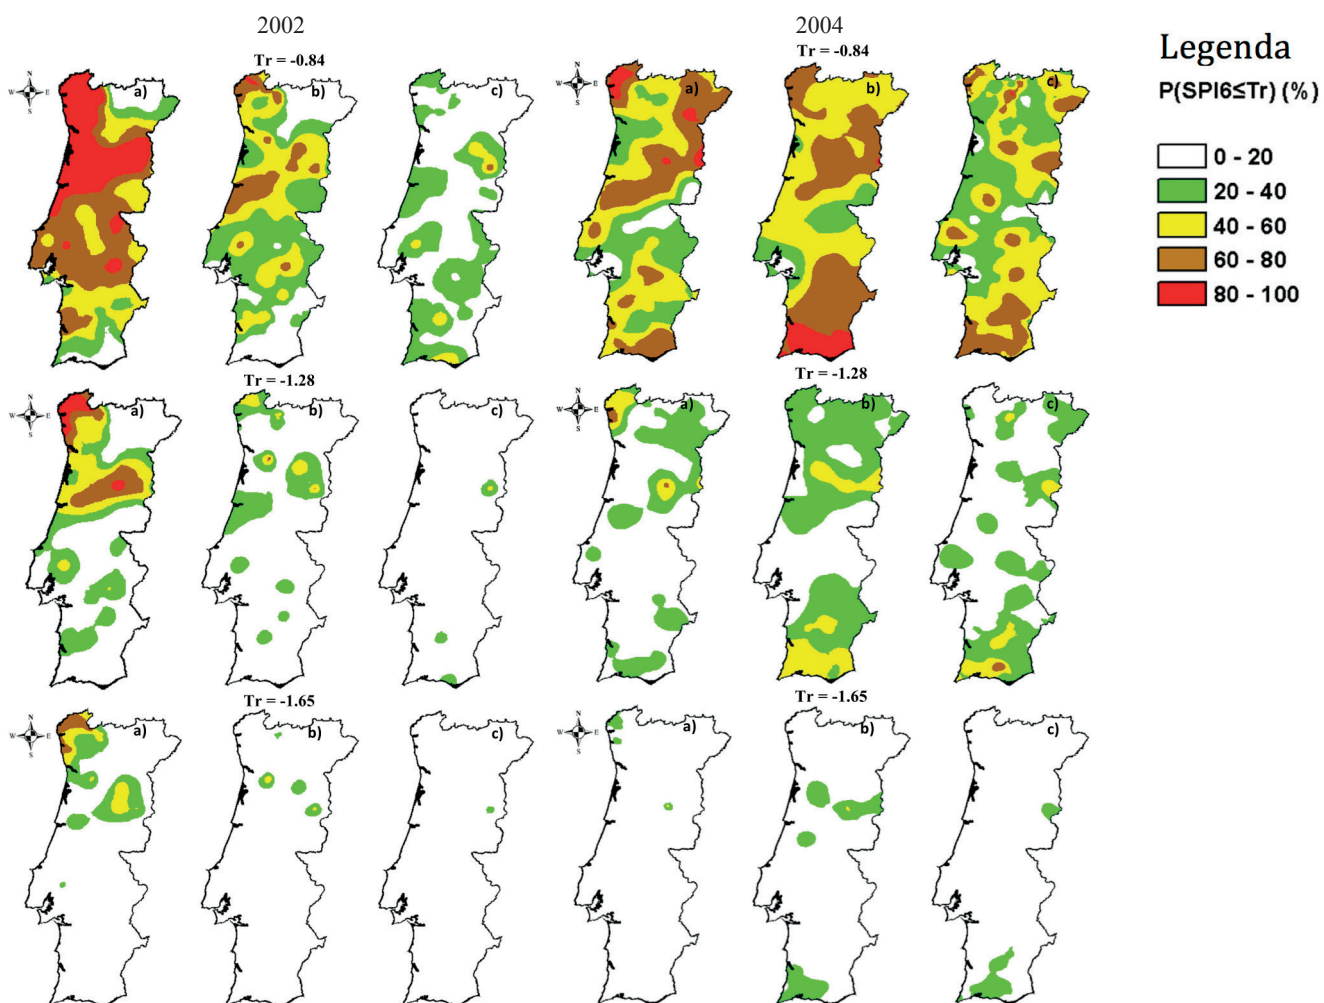 2002 2004
Tr = -0.84 Tr = -0.84
N W E S a) b) c) N W E S a) b) c)
Tr = -1.28 Tr = -1.28
N W E S a) b) c) N W E S a) b) c)
Tr = -1.65 Tr = -1.65
N W E S a) b) c) N W E S a) b) c)
Legenda
P(SPI6≤Tr) (%)
0 - 20
20 - 40
40 - 60
60 - 80
80 - 100